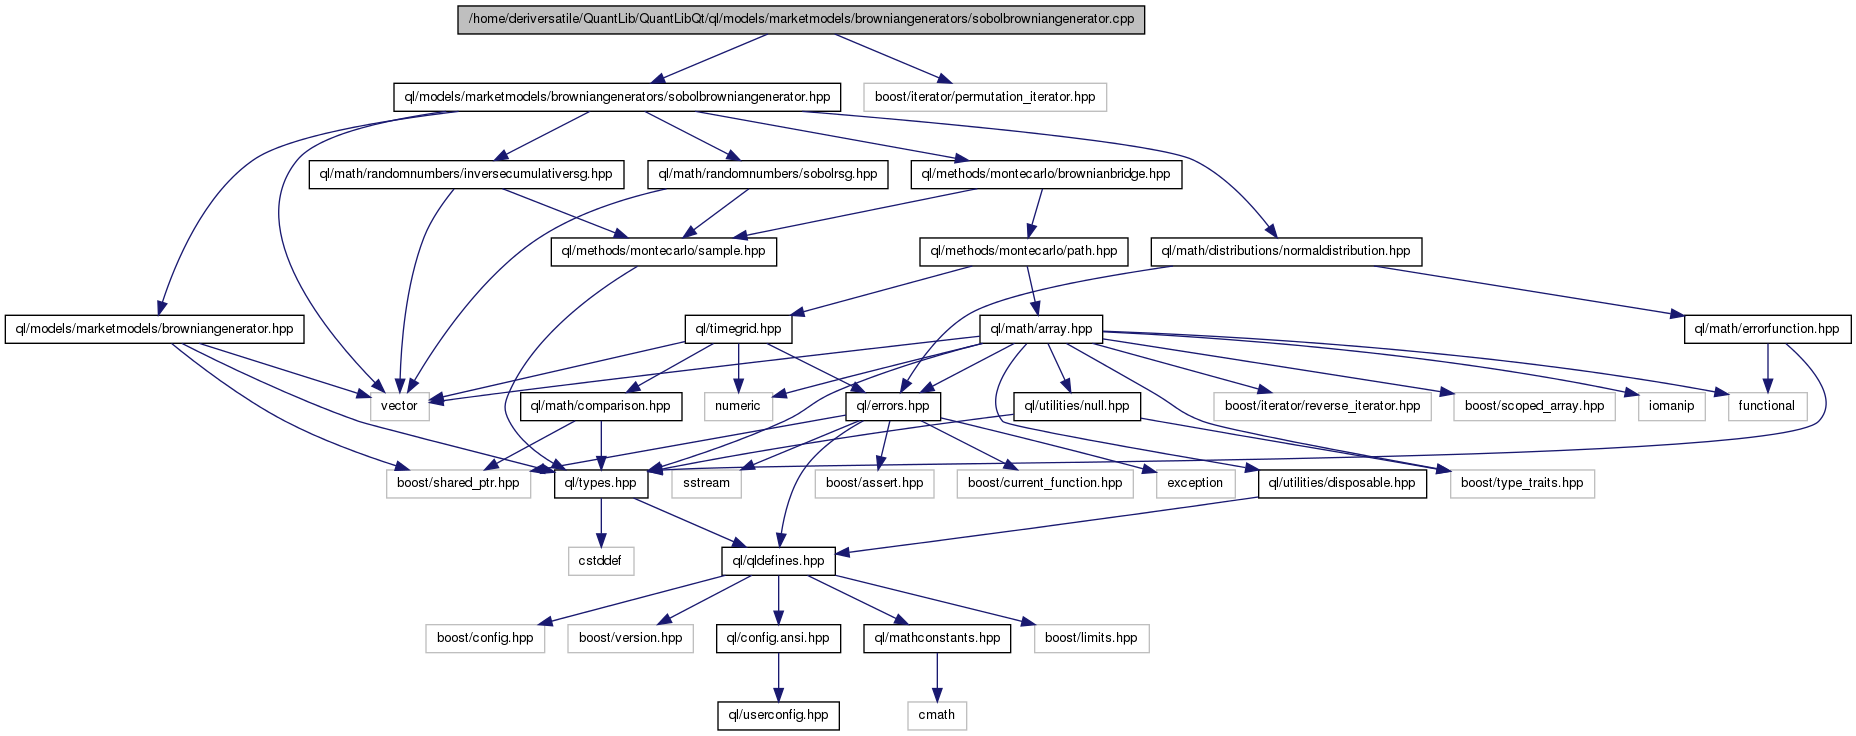 /home/deriversatile/QuantLib/QuantLibQt/ql/models/marketmodels/browniangenerators/sobolbrowniangenerator.cpp
ql/models/marketmodels/browniangenerators/sobolbrowniangenerator.hpp
boost/iterator/permutation_iterator.hpp
ql/math/randomnumbers/inversecumulativersg.hpp
ql/math/randomnumbers/sobolrsg.hpp
ql/methods/montecarlo/brownianbridge.hpp
ql/methods/montecarlo/sample.hpp
ql/methods/montecarlo/path.hpp
ql/math/distributions/normaldistribution.hpp
ql/models/marketmodels/browniangenerator.hpp
ql/timegrid.hpp
ql/math/array.hpp
ql/math/errorfunction.hpp
vector
ql/math/comparison.hpp
numeric
ql/errors.hpp
ql/utilities/null.hpp
boost/iterator/reverse_iterator.hpp
boost/scoped_array.hpp
iomanip
functional
boost/shared_ptr.hpp
ql/types.hpp
sstream
boost/assert.hpp
boost/current_function.hpp
exception
ql/utilities/disposable.hpp
boost/type_traits.hpp
cstddef
ql/qldefines.hpp
boost/config.hpp
boost/version.hpp
ql/config.ansi.hpp
ql/mathconstants.hpp
boost/limits.hpp
ql/userconfig.hpp
cmath